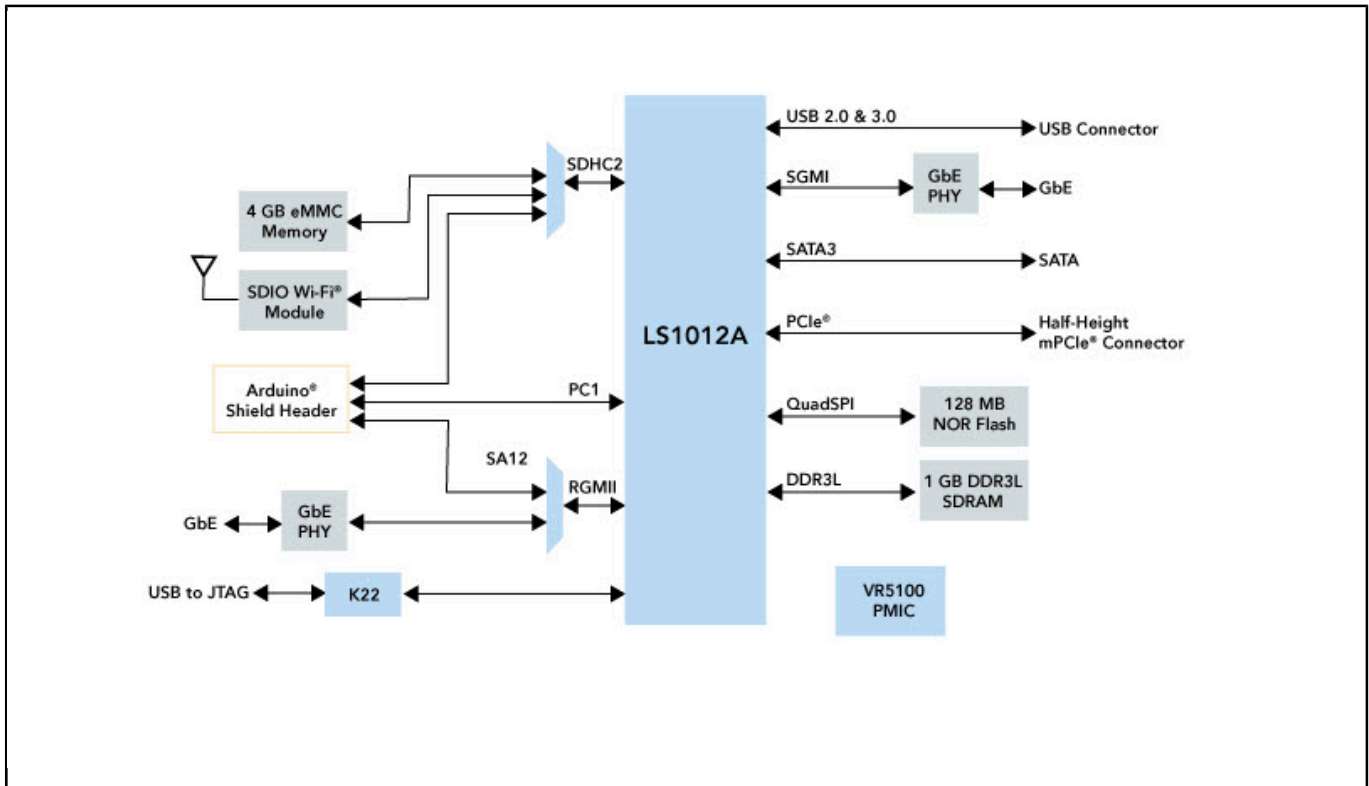 USB 2.0 & 3.0
USB Connector
SDHC2
SGMI
GbE
PHY
GbE
4 GB eMMC
Memory
SATA3
SATA
SDIO Wi-Fi®
Module
LS1012A
PCIe®
Half-Height
mPCIe® Connector
Arduino®
Shield Header
PC1
QuadSPI
128 MB
NOR Flash
SA12
RGMII
DDR3L
1 GB DDR3L
SDRAM
GbE
GbE
PHY
USB to JTAG
K22
VR5100
PMIC